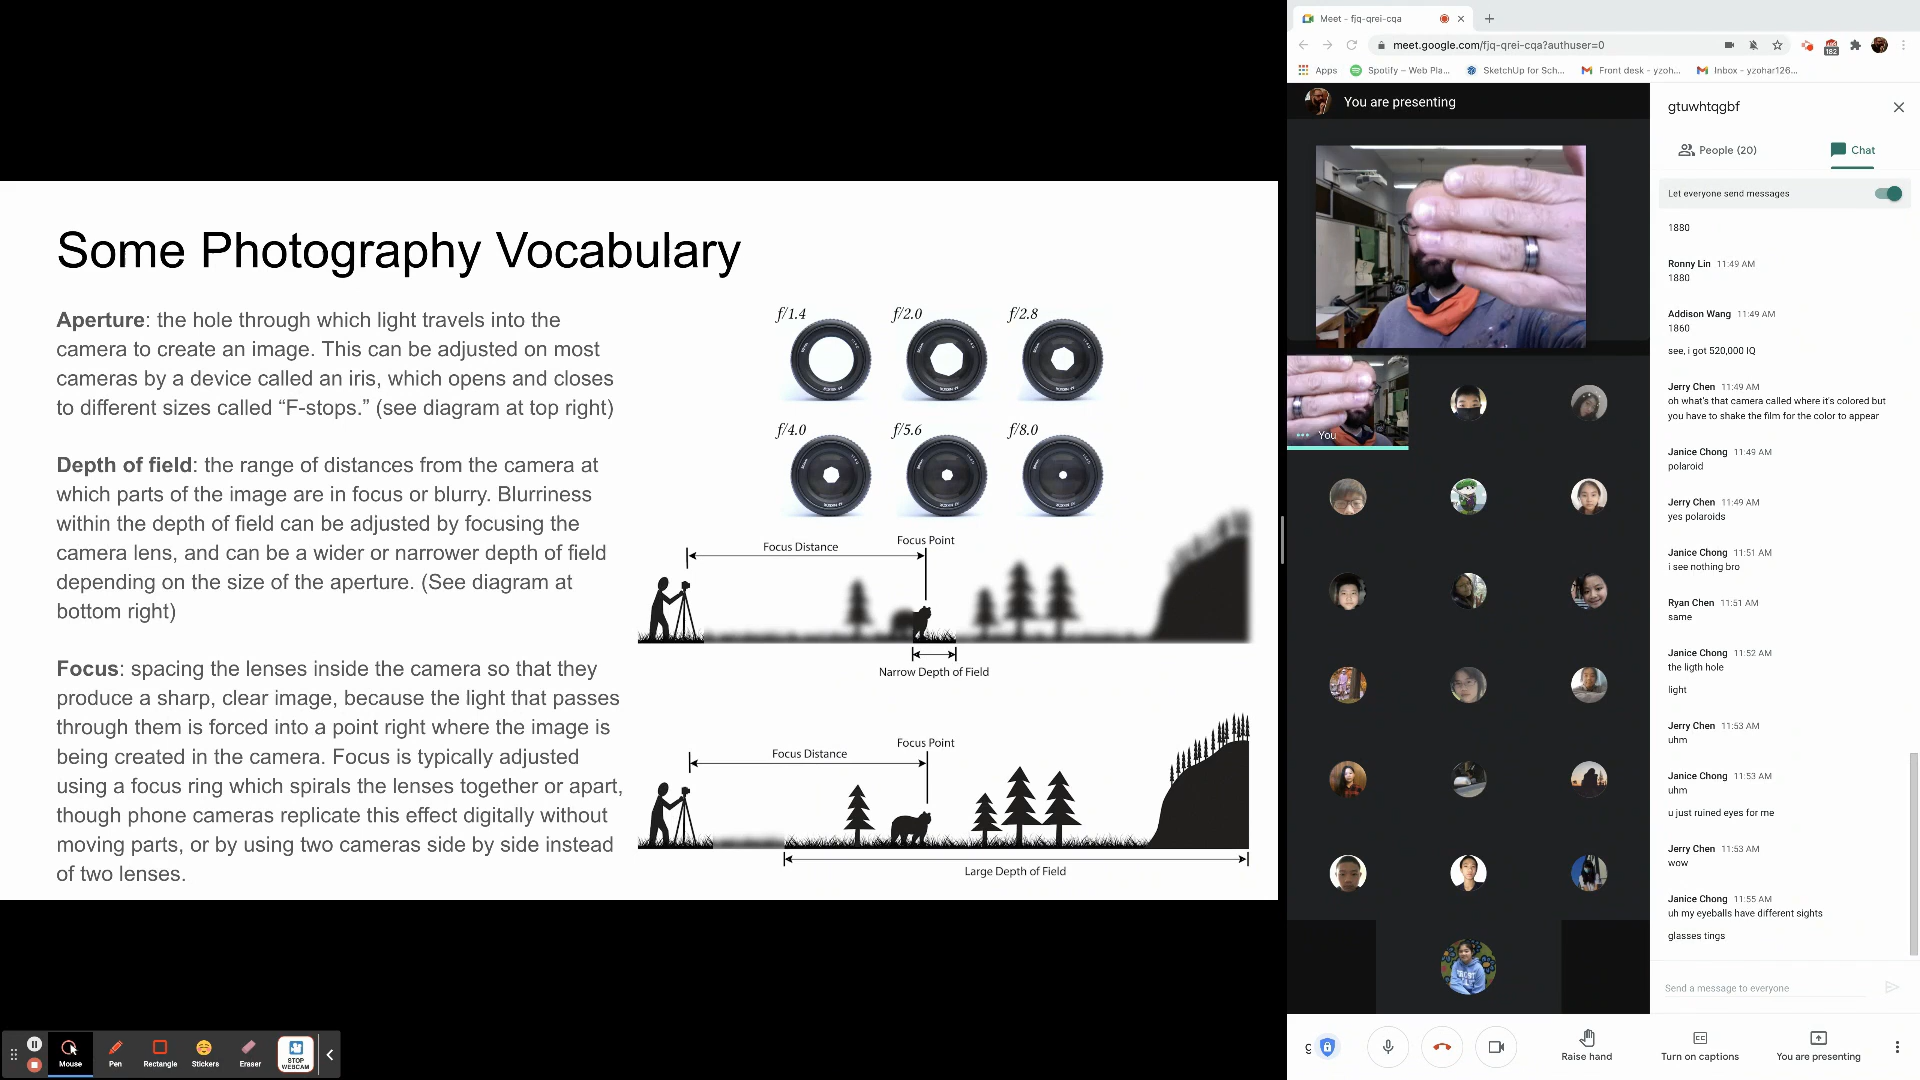 Some Photography Vocabulary
Aperture: the hole through which light travels into the
camera to create an image. This can be adjusted on most
cameras by a device called an iris, which opens and closes
to different sizes called “F-stops.” (see diagram at top right)
Depth of field: the range of distances from the camera at
which parts of the image are in focus or blurry. Blurriness
within the depth of field can be adjusted by focusing the
camera lens, and can be a wider or narrower depth of field
depending on the size of the aperture. (See diagram at
bottom right)
Focus: spacing the lenses inside the camera so that they
produce a sharp, clear image, because the light that passes
through them is forced into a point right where the image is
being created in the camera. Focus is typically adjusted
using a focus ring which spirals the lenses together or apart,
though phone cameras replicate this effect digitally without
moving parts, or by using two cameras side by side instead
of two lenses.
f/1.4 f/2.0 f/2.8
f/4.0 f/5.6 f/8.0
Focus Distance
Focus Point
Narrow Depth of Field
Focus Distance
Focus Point
Large Depth of Field
Mouse Pen Rectangle Stickers Eraser STOP WEBCAM
Meet - fjq-qrei-cqa
meet.google.com/fjq-qrei-cqa?authuser=0
182
Apps Spotify – Web Pla... SketchUp for Sch... Front desk - yzoh... Inbox - yzohar126...
You are presenting
You
gtuwhtqgbf
People (20) Chat
Let everyone send messages
1880
Ronny Lin 11:49 AM
1880
Addison Wang 11:49 AM
1860
see, i got 520,000 IQ
Jerry Chen 11:49 AM
oh what's that camera called where it's colored but
you have to shake the film for the color to appear
Janice Chong 11:49 AM
polaroid
Jerry Chen 11:49 AM
yes polaroids
Janice Chong 11:51 AM
i see nothing bro
Ryan Chen 11:51 AM
same
Janice Chong 11:52 AM
the ligth hole
light
Jerry Chen 11:53 AM
uhm
Janice Chong 11:53 AM
uhm
u just ruined eyes for me
Jerry Chen 11:53 AM
wow
Janice Chong 11:55 AM
uh my eyeballs have different sights
glasses tings
Send a message to everyone
g
Raise hand Turn on captions You are presenting